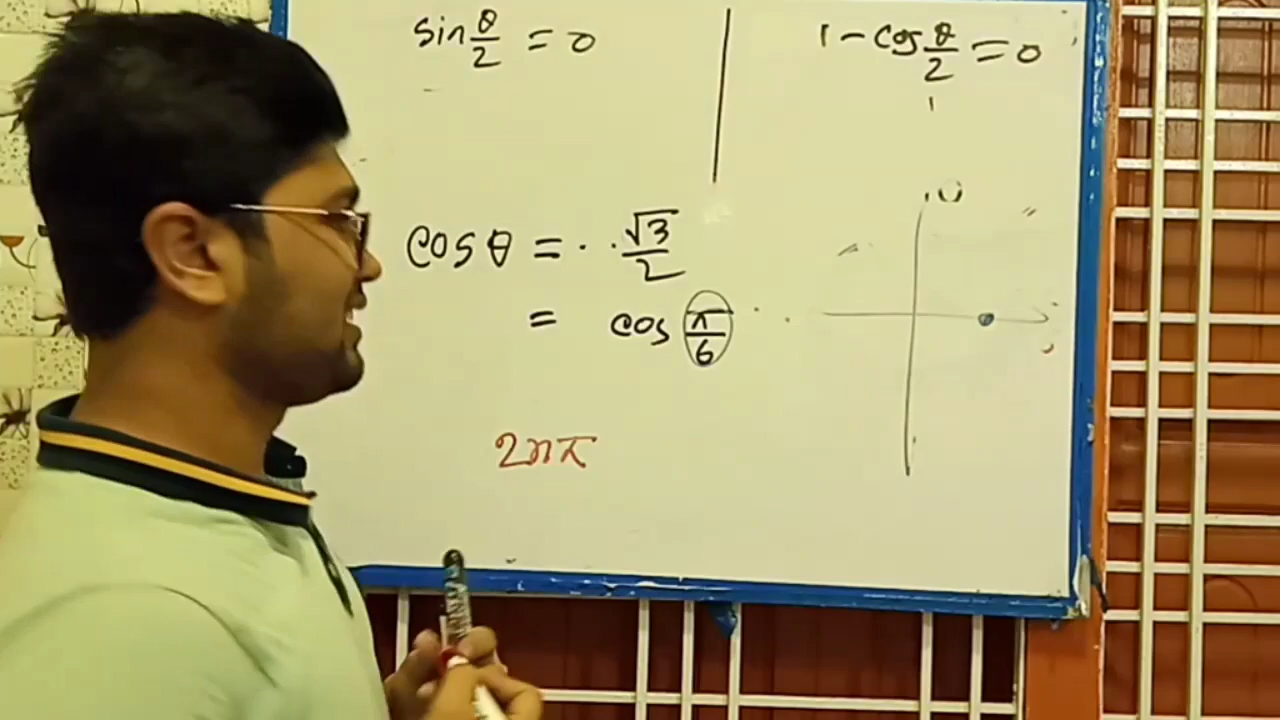 sin θ/2 = 0
1 - cos θ/2 = 0
cos θ = √3/2
= cos π/6
2nπ